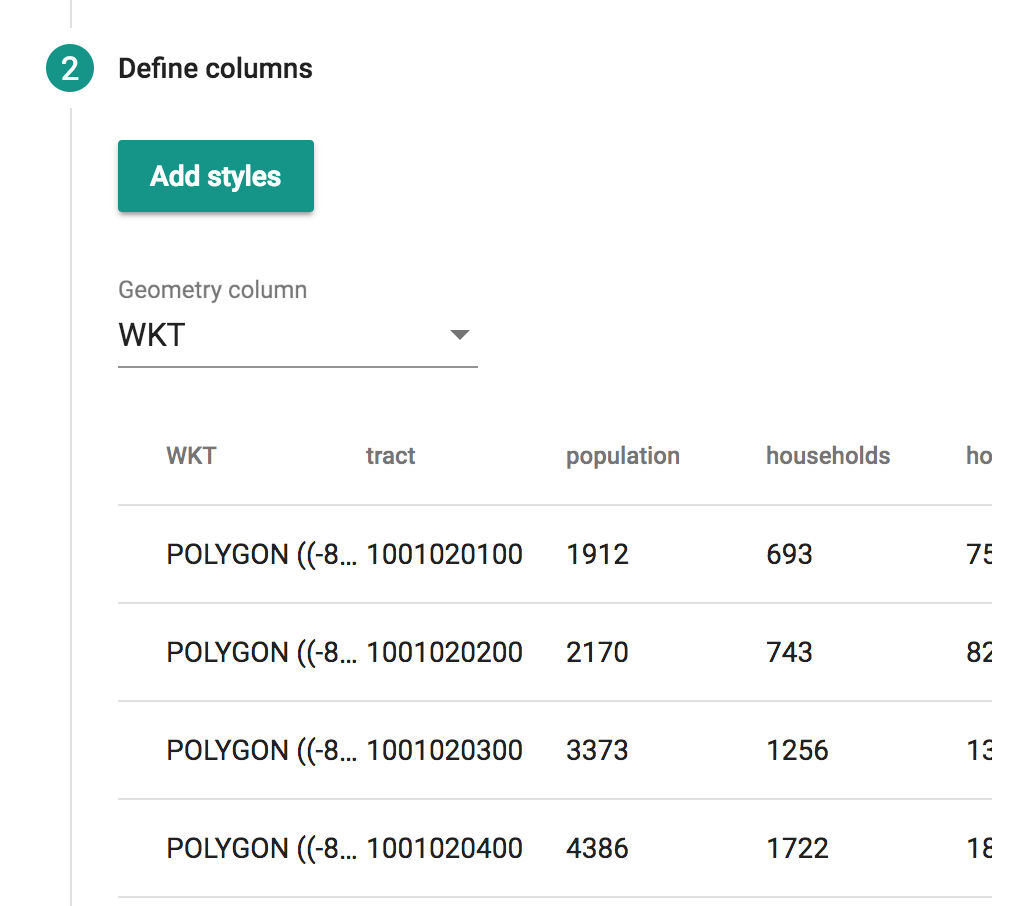 2 Define columns
Add styles
Geometry column
WKT
WKT tract population households ho
POLYGON ((-8... 1001020100 1912 693 75
POLYGON ((-8... 1001020200 2170 743 82
POLYGON ((-8... 1001020300 3373 1256 13
POLYGON ((-8... 1001020400 4386 1722 18